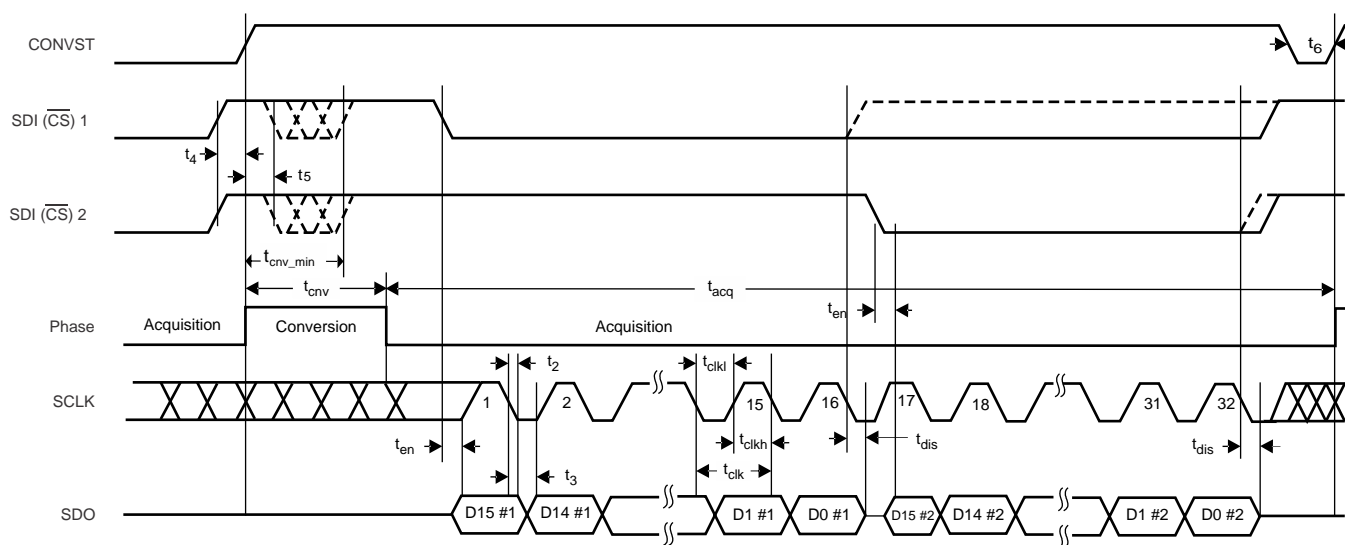 CONVST
t6
SDI (CS) 1
t4
t5
SDI (CS) 2
tcnv_min
tcnv
tacq
ten
Phase
Acquisition
Conversion
Acquisition
t2
tclkl
SCLK
1
2
15
16
17
18
31
32
ten
tclkh
tdis
tdis
t3
tclk
SDO
D15 #1
D14 #1
D1 #1
D0 #1
D15 #2
D14 #2
D1 #2
D0 #2